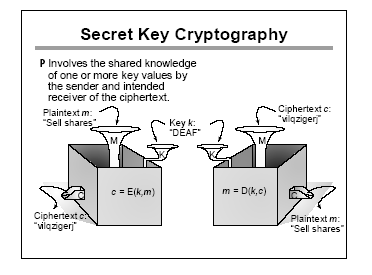 Secret Key Cryptography
P Involves the shared knowledge
of one or more key values by
the sender and intended
receiver of the ciphertext.
Plaintext m:
"Sell shares"
Key k:
"DEAF"
Ciphertext c:
"vilqzigerj"
M
K
K
M
c = E(k,m)
m = D(k,c)
C
Ciphertext c:
"vilqzigerj"
Plaintext m:
"Sell shares"